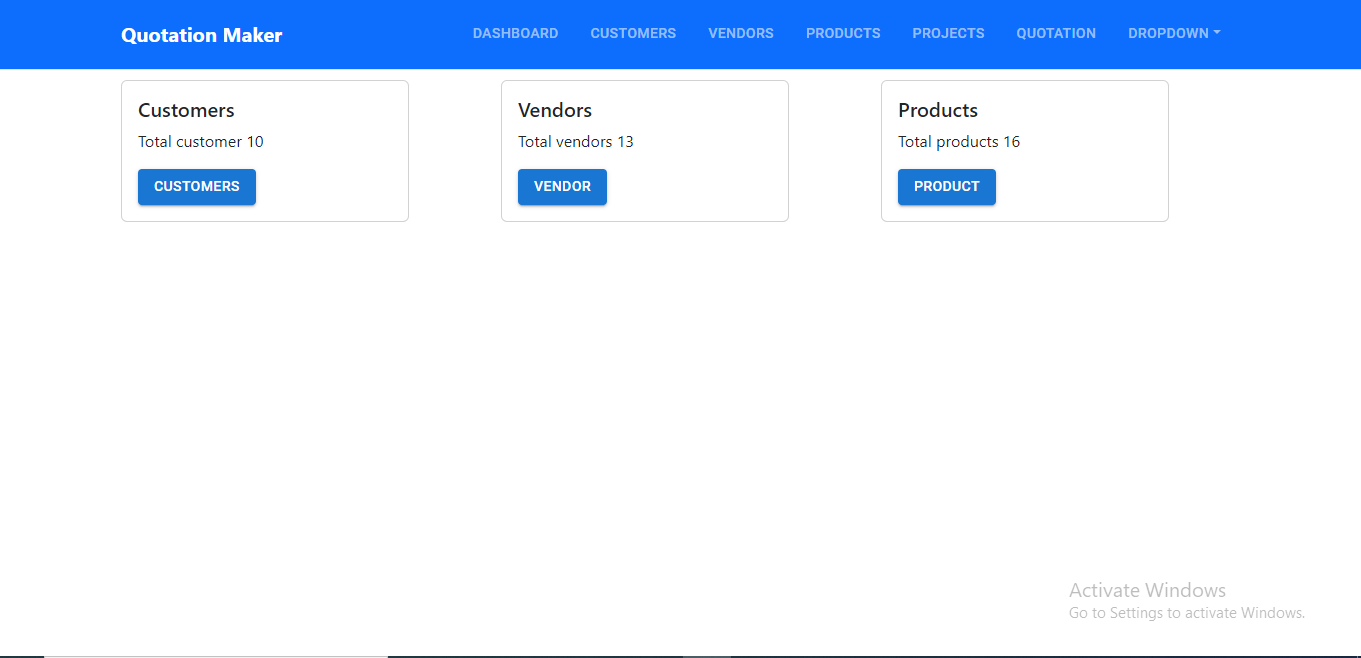 Quotation Maker DASHBOARD CUSTOMERS VENDORS PRODUCTS PROJECTS QUOTATION DROPDOWN
Customers
Total customer 10
CUSTOMERS
Vendors
Total vendors 13
VENDOR
Products
Total products 16
PRODUCT
Activate Windows
Go to Settings to activate Windows.